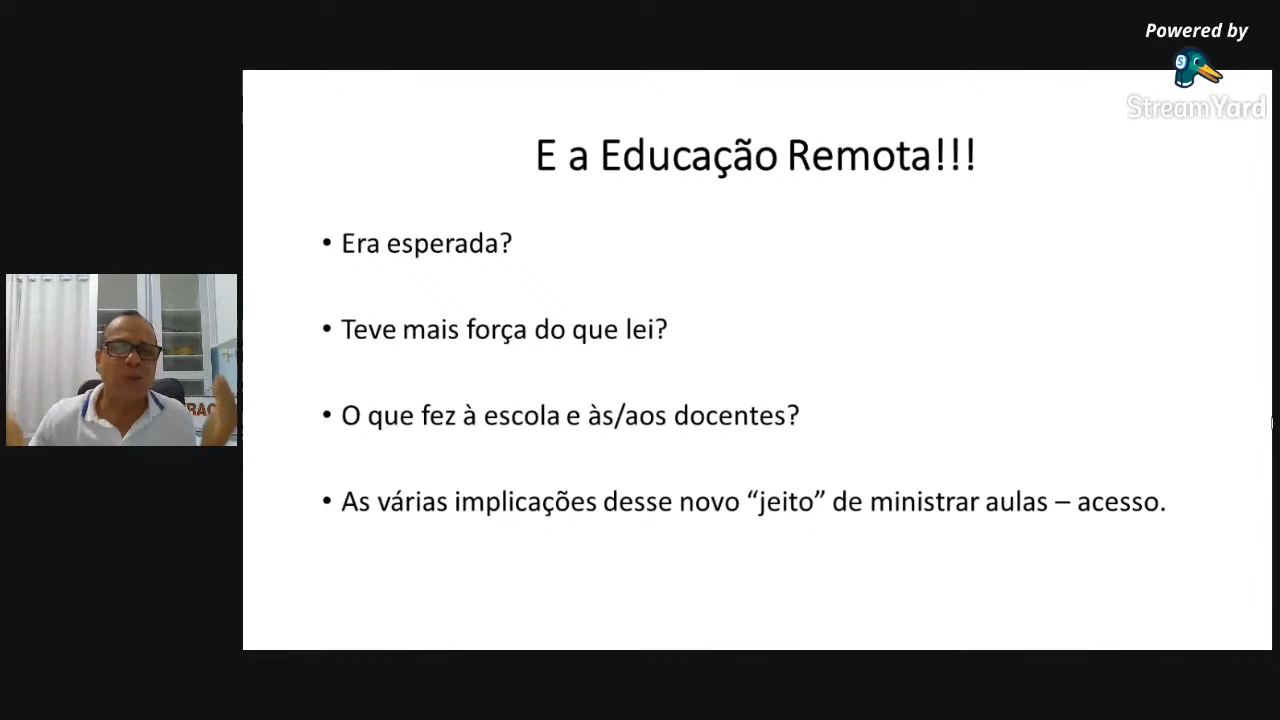 Powered by
StreamYard
E a Educação Remota!!!
• Era esperada?
• Teve mais força do que lei?
• O que fez à escola e às/aos docentes?
• As várias implicações desse novo “jeito” de ministrar aulas – acesso.